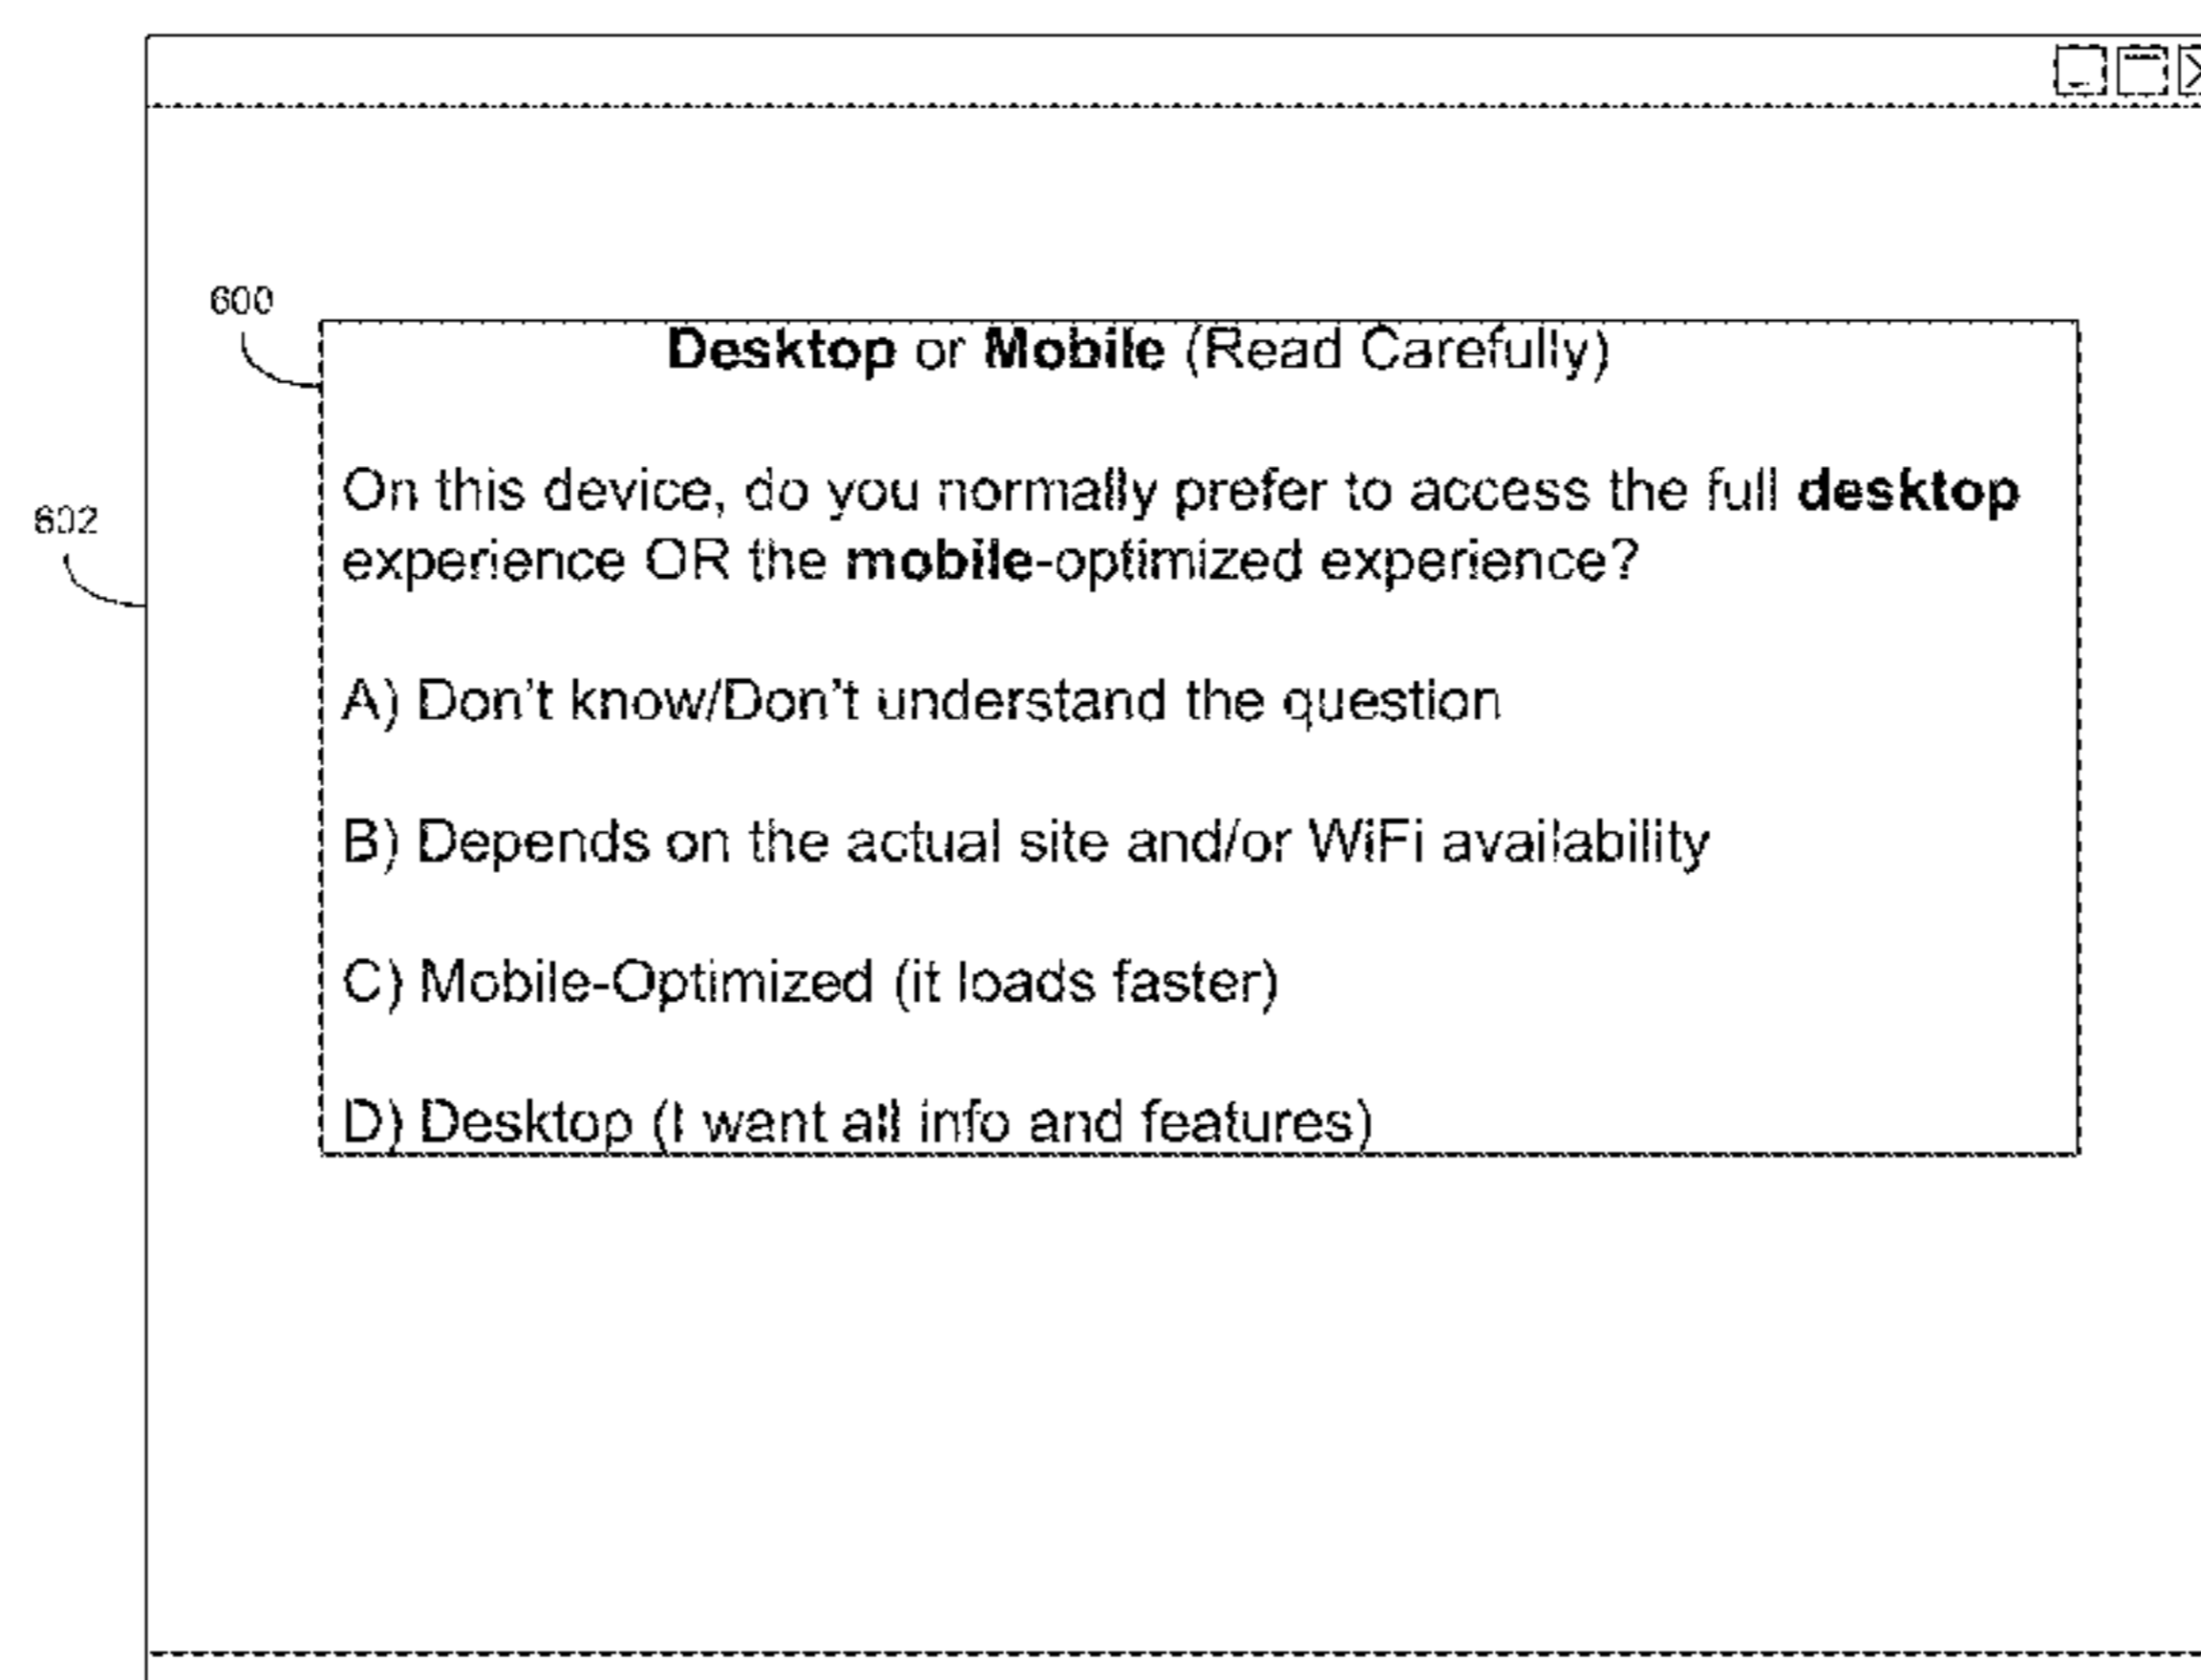 600
Desktop or Mobile (Read Carefully)
On this device, do you normally prefer to access the full desktop
602
experience OR the mobile-optimized experience?
A) Don't know/Don't understand the question
B) Depends on the actual site and/or WiFi availability
C) Mobile-Optimized (it loads faster)
D) Desktop (I want all info and features)